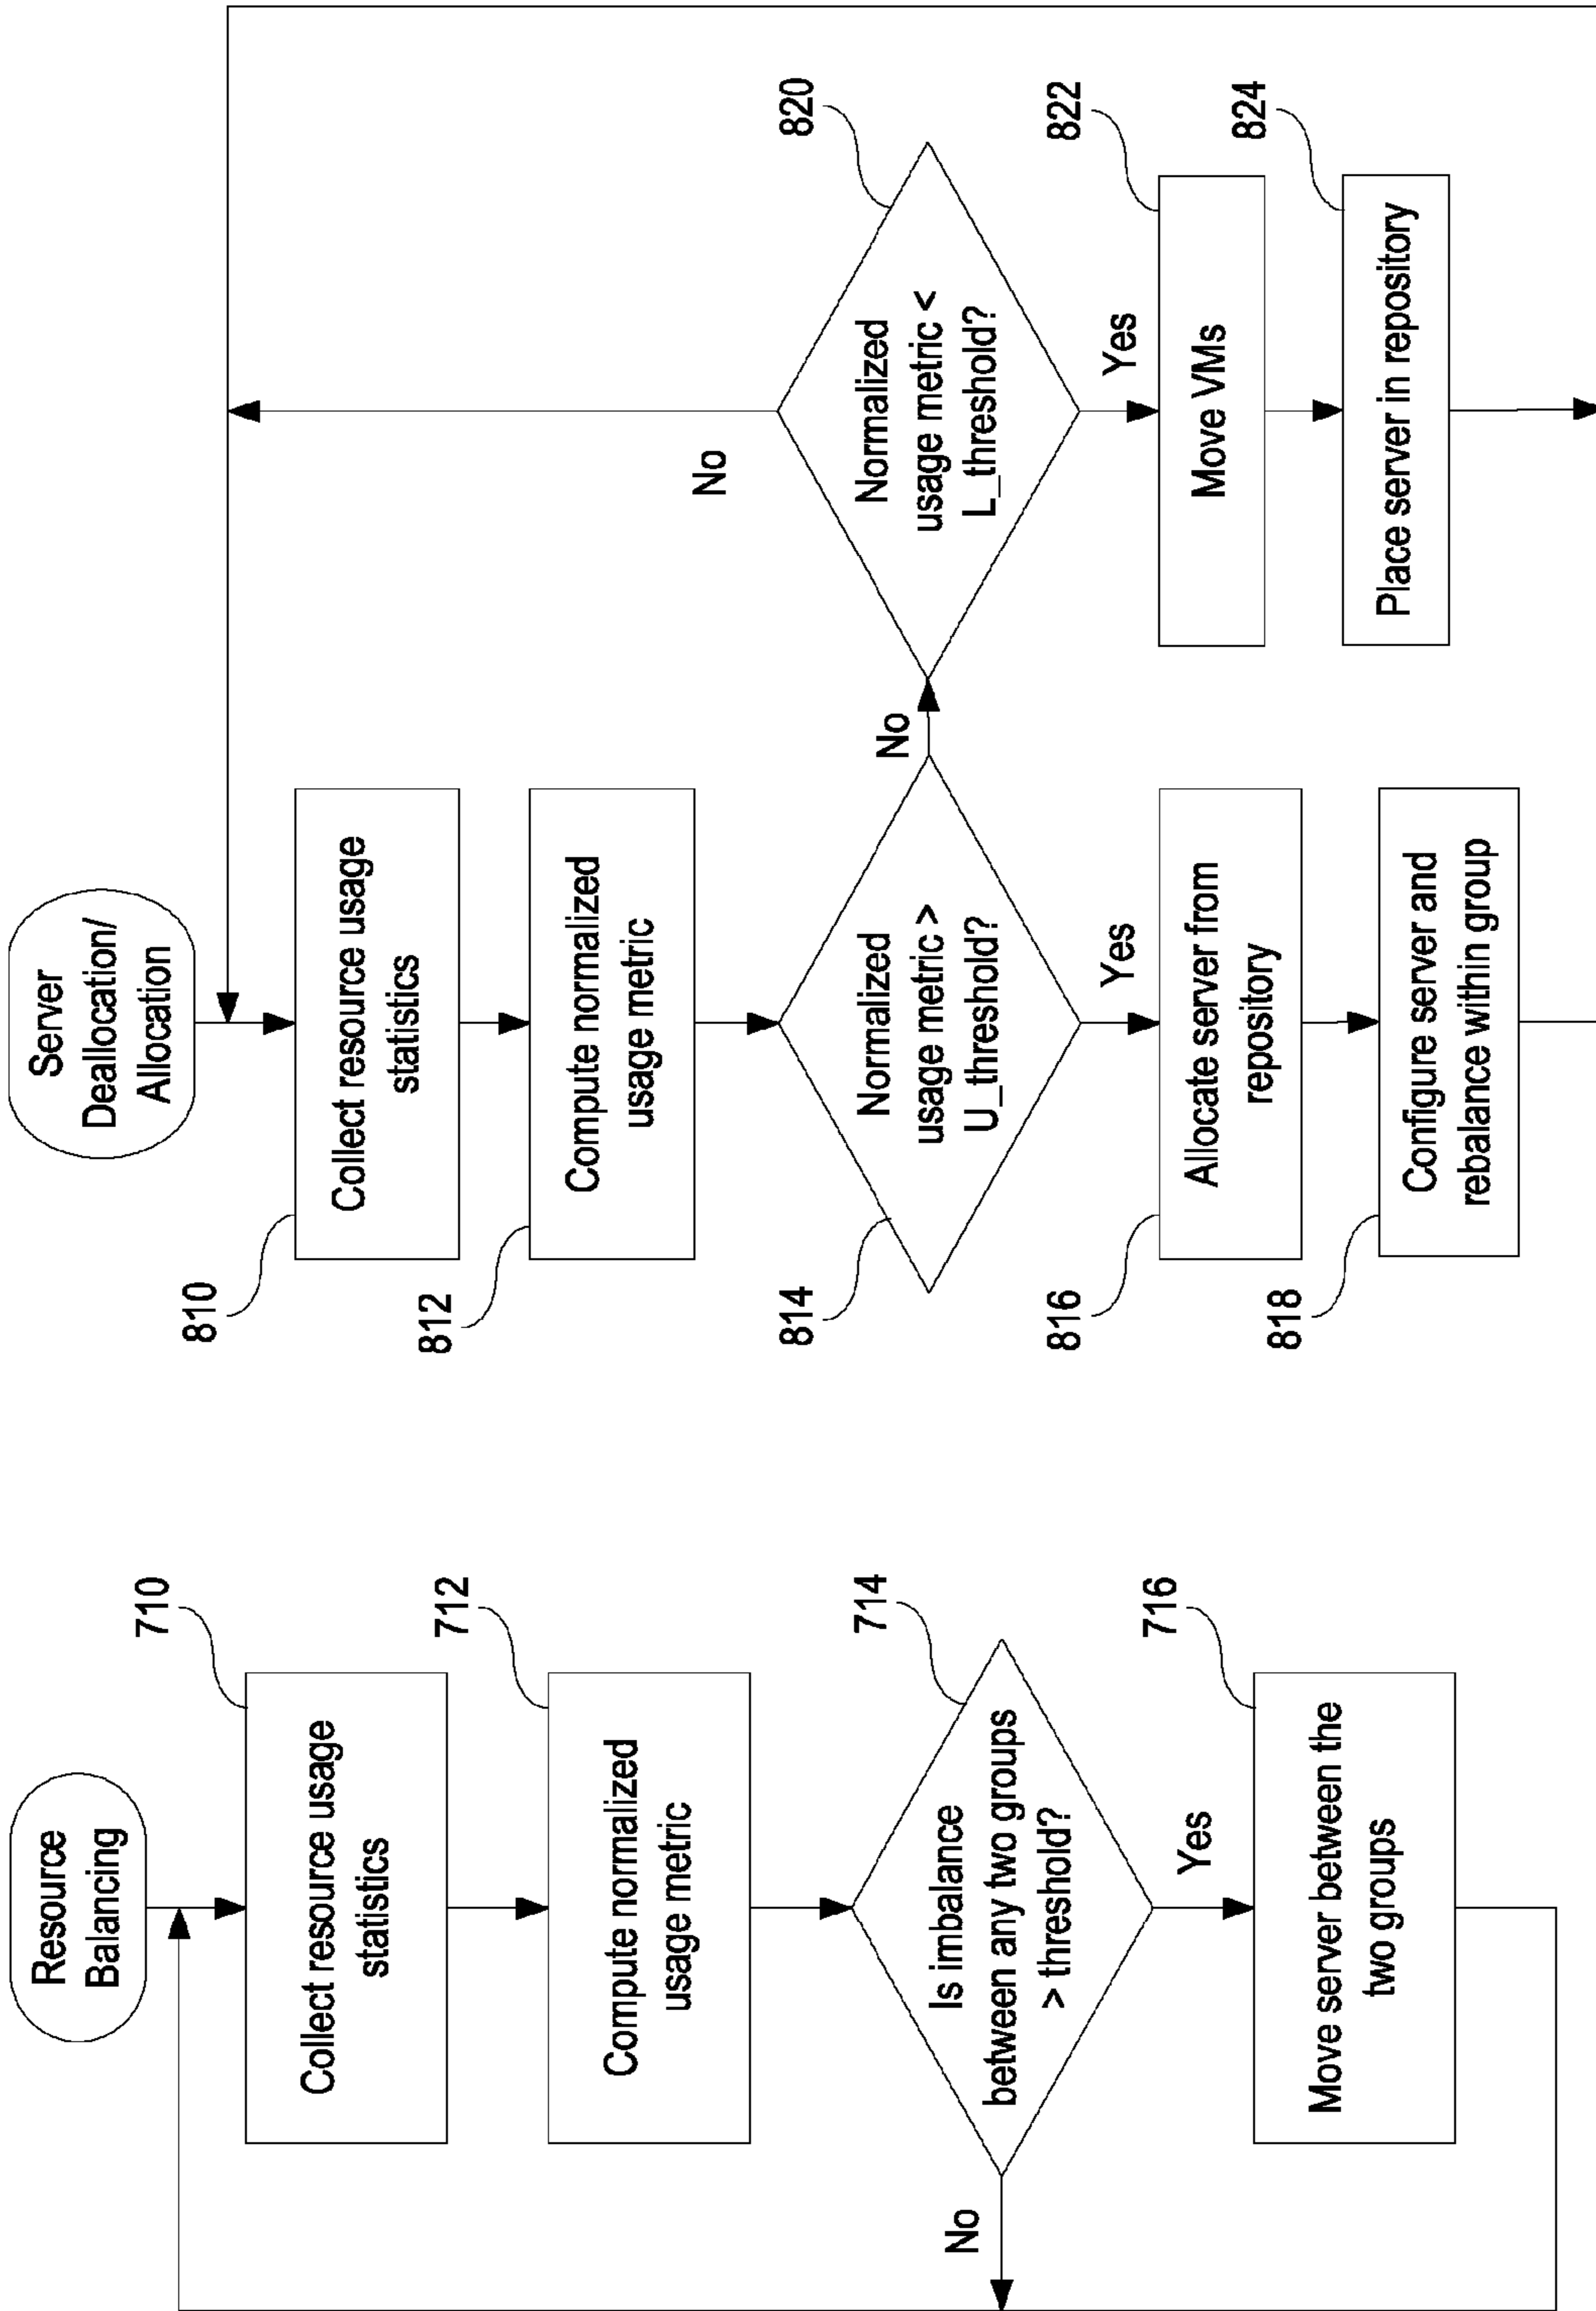 Resource
Balancing
710
Collect resource usage
statistics
712
Compute normalized
usage metric
714
Is imbalance
between any two groups
> threshold?
No
Yes
716
Move server between the
two groups
Server
Deallocation/
Allocation
810
Collect resource usage
statistics
812
Compute normalized
usage metric
814
Normalized
usage metric >
U_threshold?
No
Yes
816
Allocate server from
repository
818
Configure server and
rebalance within group
820
Normalized
usage metric <
L_threshold?
No
Yes
822
Move VMs
824
Place server in repository